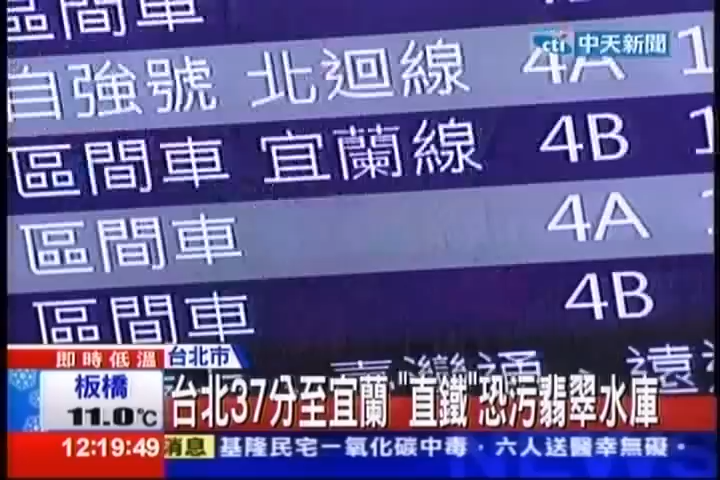 區間車
cti 中天新聞
自強號 北迴線 4A 1
區間車 宜蘭線 4B 1
區間車 4A
區間車 4B
即時低溫 台北市
板橋
11.0℃
台北37分至宜蘭 "直鐵"恐污翡翠水庫
12:19:49 消息 基隆民宅一氧化碳中毒，六人送醫幸無礙。
NEWS